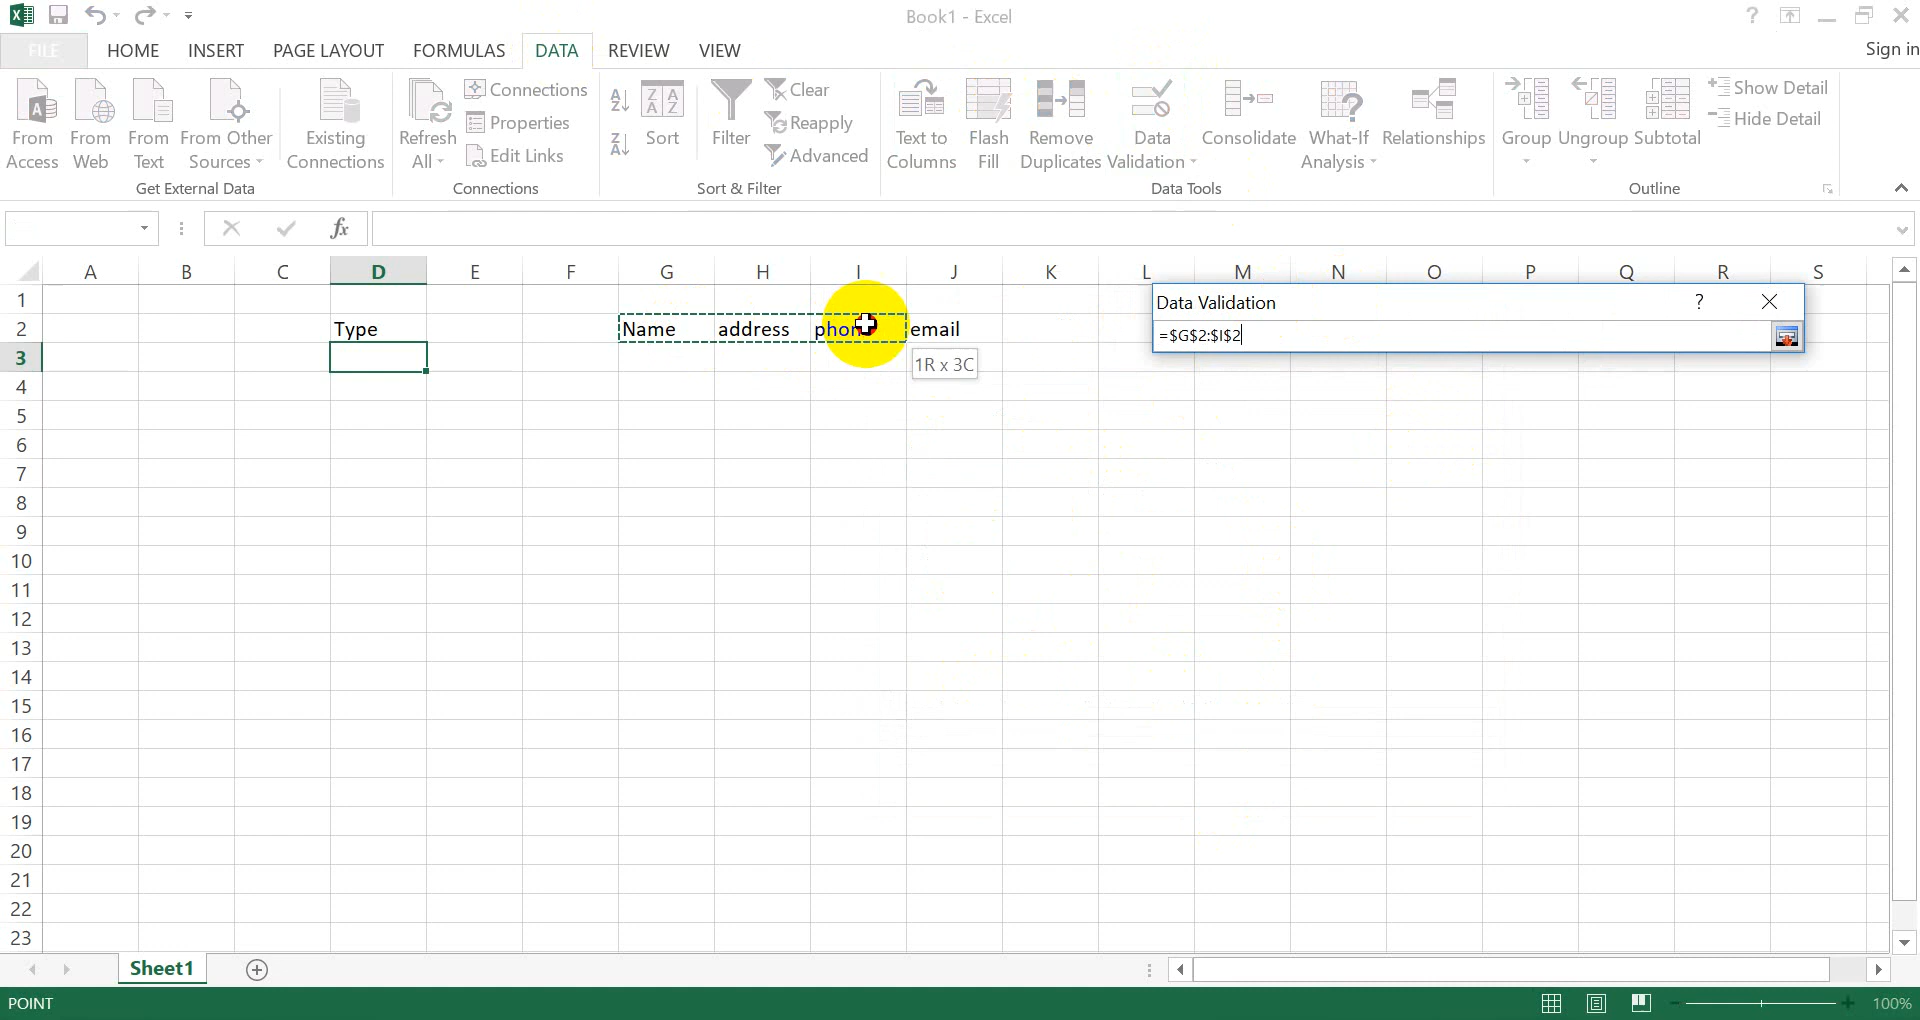 Book1 - Excel
?
FILE HOME INSERT PAGE LAYOUT FORMULAS DATA REVIEW VIEW
Sign in
From Access
From Web
From Text
From Other Sources
Existing Connections
Get External Data
Refresh All
Connections
Properties
Edit Links
Connections
Sort
Filter
Clear
Reapply
Advanced
Sort & Filter
Text to Columns
Flash Fill
Remove Duplicates
Data Validation
Consolidate
What-If Analysis
Relationships
Data Tools
Group
Ungroup
Subtotal
Show Detail
Hide Detail
Outline
fx
A B C D E F G H I J K L M N O P Q R S
Data Validation ?
=$G$2:$I$2
1
2 Type Name address phone email
3 1R x 3C
4
5
6
7
8
9
10
11
12
13
14
15
16
17
18
19
20
21
22
23
Sheet1
POINT
100%